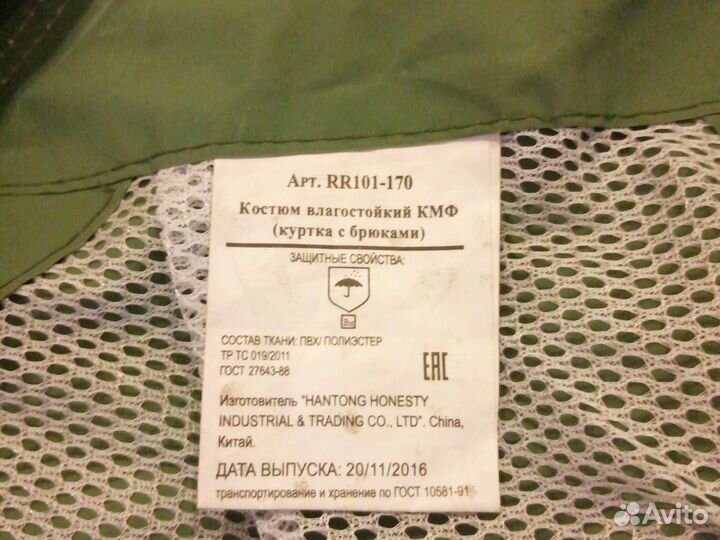 Арт. RR101-170
Костюм влагостойкий КМФ
(куртка с брюками)
ЗАЩИТНЫЕ СВОЙСТВА:
Вн
СОСТАВ ТКАНИ: ПВХ/ ПОЛИЭСТЕР
ТР ТС 019/2011
ГОСТ 27643-88
ЕАС
Изготовитель "HANTONG HONESTY
INDUSTRIAL & TRADING CO., LTD". China,
Китай.
ДАТА ВЫПУСКА: 20/11/2016
транспортирование и хранение по ГОСТ 10581-91
Avito